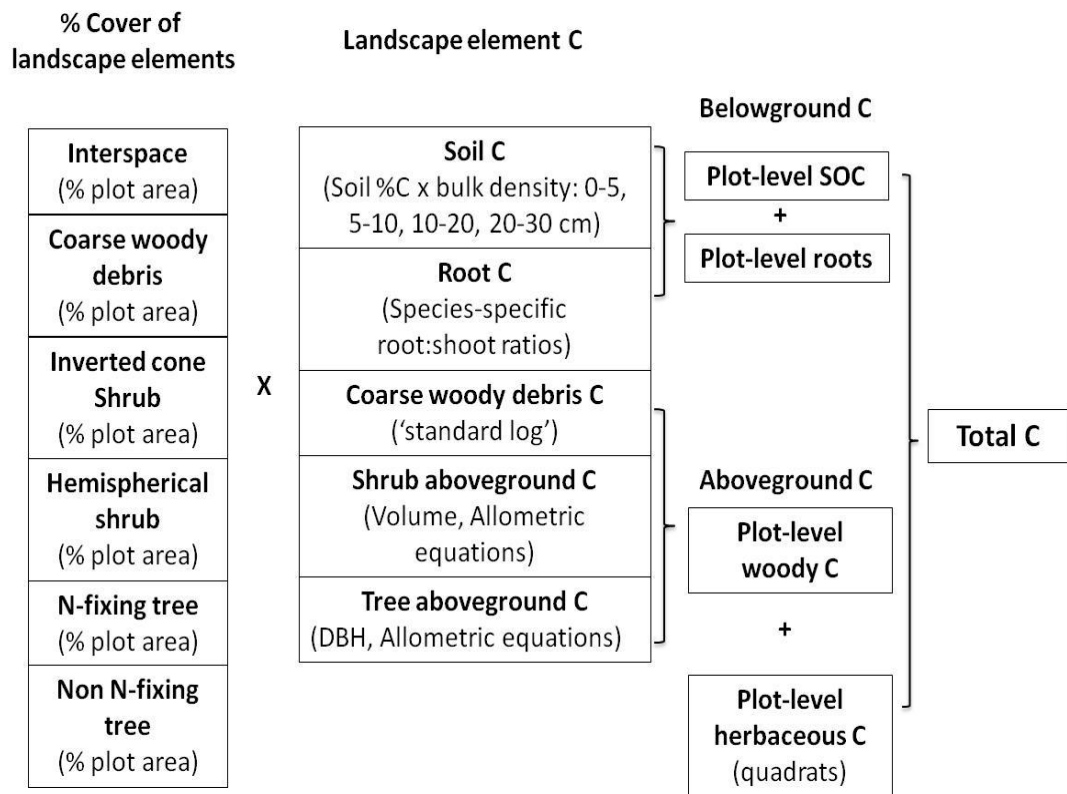 % Cover of
landscape elements
Interspace
(% plot area)
Coarse woody
debris
(% plot area)
Inverted cone
Shrub
(% plot area)
Hemispherical
shrub
(% plot area)
N-fixing tree
(% plot area)
Non N-fixing
tree
(% plot area)
X
Landscape element C
Soil C
(Soil %C x bulk density: 0-5,
5-10, 10-20, 20-30 cm)
Root C
(Species-specific
root:shoot ratios)
Coarse woody debris C
(‘standard log’)
Shrub aboveground C
(Volume, Allometric
equations)
Tree aboveground C
(DBH, Allometric equations)
Belowground C
Plot-level SOC
+
Plot-level roots
Aboveground C
Plot-level
woody C
+
Plot-level
herbaceous C
(quadrats)
Total C